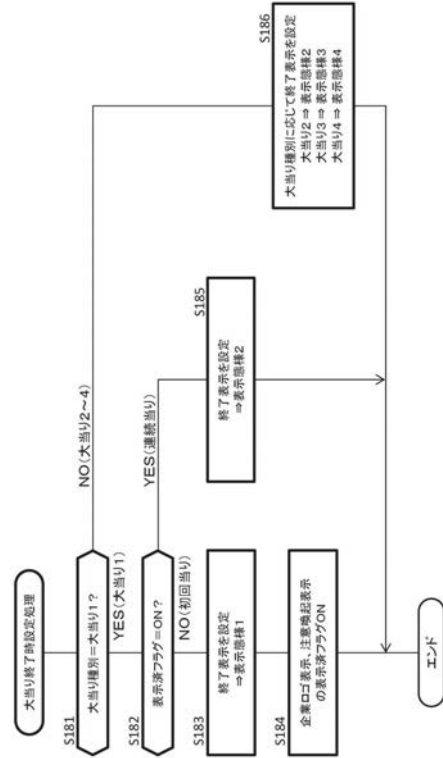 大当り終了時設定処理
S181
大当り種別=大当り1?
NO(大当り2~4)
YES(大当り1)
S182
表示済フラグ=ON?
YES(連続当り)
NO(初回当り)
S183
終了表示を設定
⇒表示態様1
S184
企業ロゴ表示、注意喚起表示
の表示済フラグON
S185
終了表示を設定
⇒表示態様2
S186
大当り種別に応じて終了表示を設定
大当り2⇒表示態様2
大当り3⇒表示態様3
大当り4⇒表示態様4
エンド